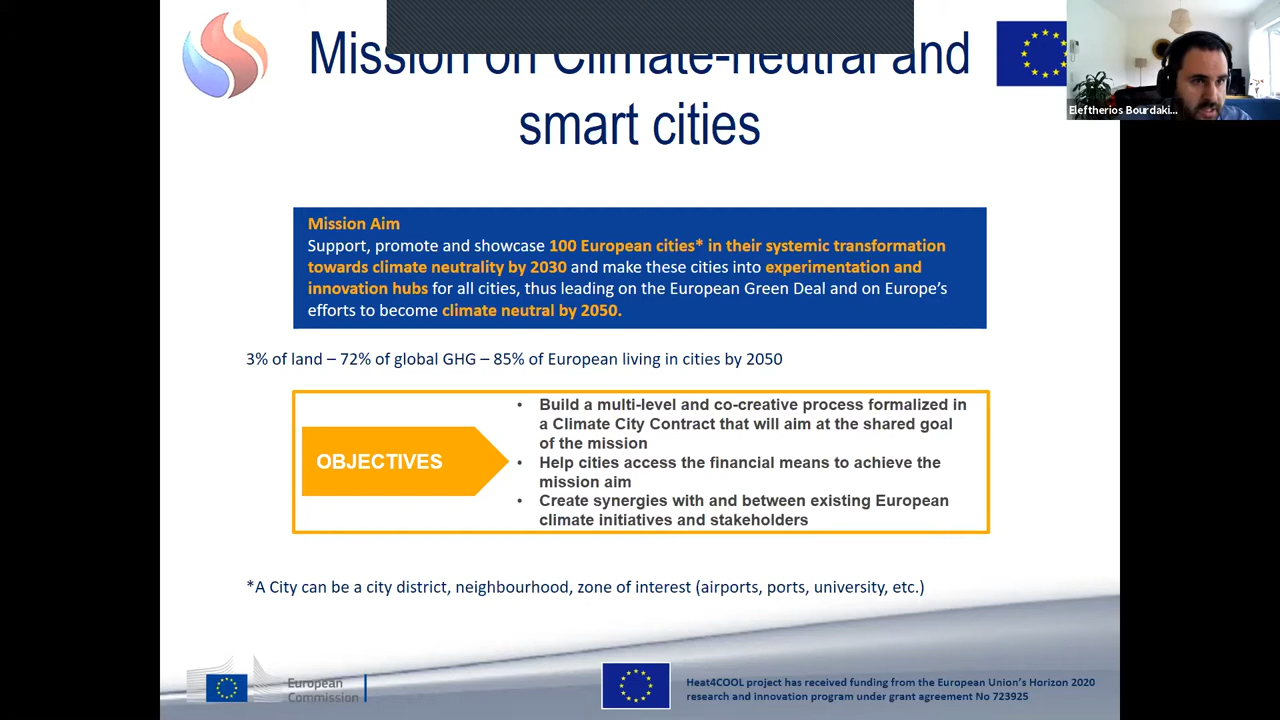 Mission on Climate-neutral and
smart cities
Eleftherios Bourdaki...
Mission Aim
Support, promote and showcase 100 European cities* in their systemic transformation
towards climate neutrality by 2030 and make these cities into experimentation and
innovation hubs for all cities, thus leading on the European Green Deal and on Europe's
efforts to become climate neutral by 2050.
3% of land – 72% of global GHG – 85% of European living in cities by 2050
OBJECTIVES
• Build a multi-level and co-creative process formalized in
a Climate City Contract that will aim at the shared goal
of the mission
• Help cities access the financial means to achieve the
mission aim
• Create synergies with and between existing European
climate initiatives and stakeholders
*A City can be a city district, neighbourhood, zone of interest (airports, ports, university, etc.)
European
Commission
Heat4COOL project has received funding from the European Union's Horizon 2020
research and innovation program under grant agreement No 723925